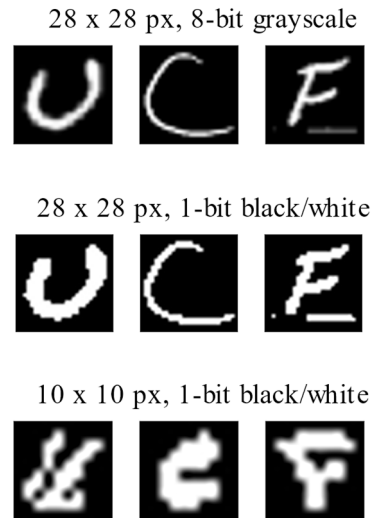 28 x 28 px, 8-bit grayscale
U C F
28 x 28 px, 1-bit black/white
U C F
10 x 10 px, 1-bit black/white